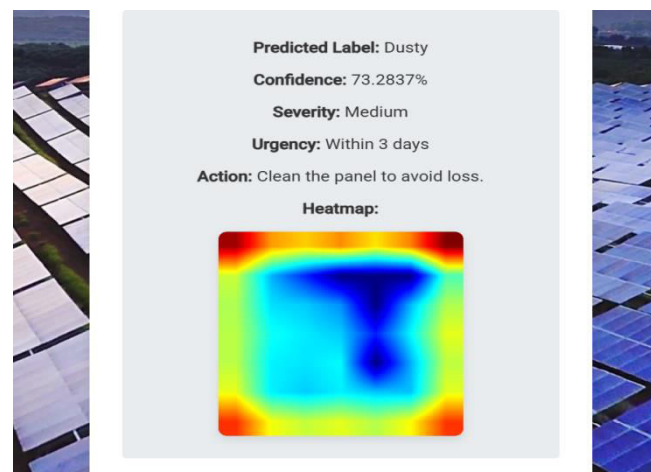 Predicted Label: Dusty
Confidence: 73.2837%
Severity: Medium
Urgency: Within 3 days
Action: Clean the panel to avoid loss.
Heatmap: